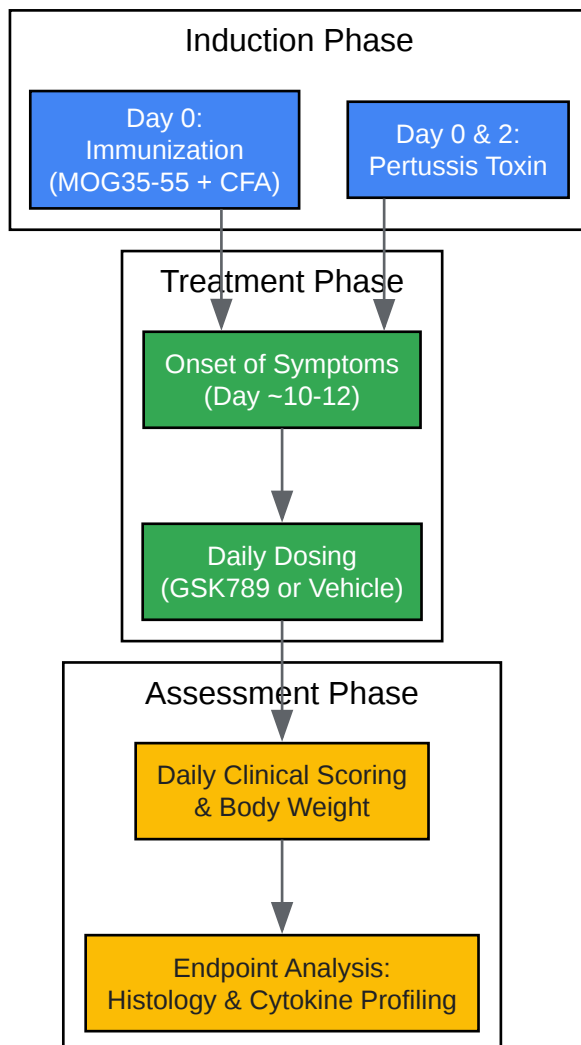 Induction Phase
Day 0:
Immunization
(MOG35-55 + CFA)
Day 0 & 2:
Pertussis Toxin
Treatment Phase
Onset of Symptoms
(Day ~10-12)
Daily Dosing
(GSK789 or Vehicle)
Assessment Phase
Daily Clinical Scoring
& Body Weight
Endpoint Analysis:
Histology & Cytokine Profiling